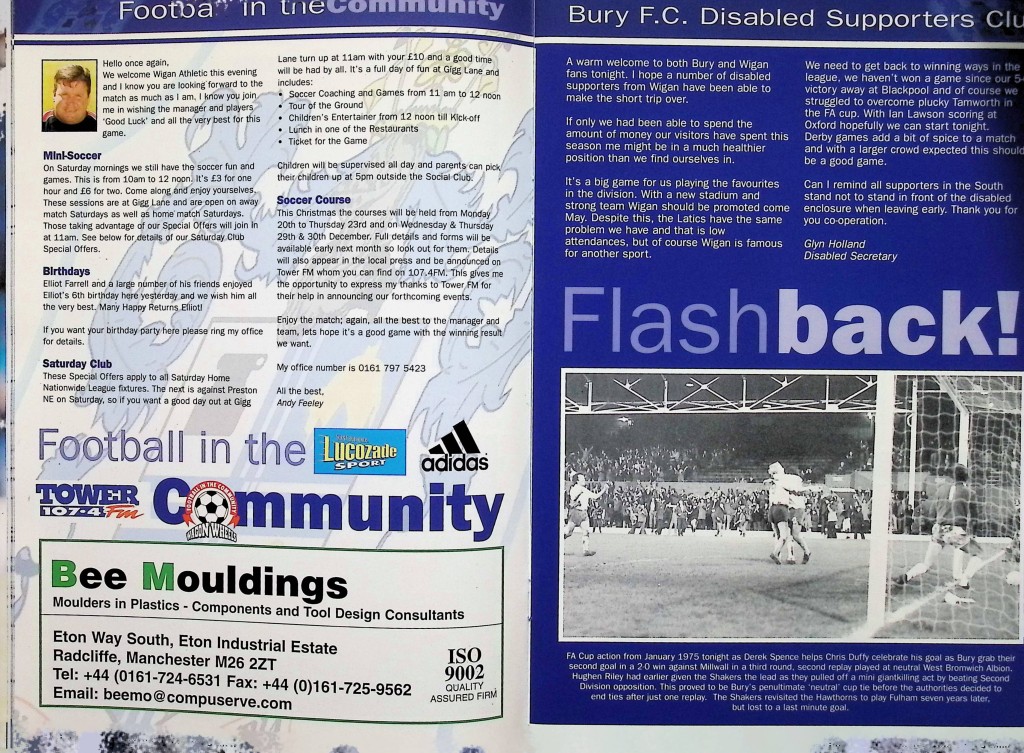 Football in the Community
Hello once again,
We welcome Wigan Athletic this evening
and I know you are looking forward to the
match as much as I am. I know you join
me in wishing the manager and players
'Good Luck' and all the very best for this
game.
Mini-Soccer
On Saturday mornings we still have the soccer fun and
games. This is from 10am to 12 noon. It's £3 for one
hour and £6 for two. Come along and enjoy yourselves.
These sessions are at Gigg Lane and are open on away
match Saturdays as well as home match Saturdays.
Those taking advantage of our Special Offers will join in
at 11am. See below for details of our Saturday Club
Special Offers.
Birthdays
Elliot Farrell and a large number of his friends enjoyed
Elliot's 6th birthday here yesterday and we wish him all
the very best. Many Happy Returns Elliot!
If you want your birthday party here please ring my office
for details.
Saturday Club
These Special Offers apply to all Saturday Home
Nationwide League fixtures. The next is against Preston
NE on Saturday, so if you want a good day out at Gigg
Lane turn up at 11am with your £10 and a good time
will be had by all. It's a full day of fun at Gigg Lane and
includes:
• Soccer Coaching and Games from 11 am to 12 noon
• Tour of the Ground
• Children's Entertainer from 12 noon till Kick-off
• Lunch in one of the Restaurants
• Ticket for the Game
Children will be supervised all day and parents can pick
their children up at 5pm outside the Social Club.
Soccer Course
This Christmas the courses will be held from Monday
20th to Thursday 23rd and on Wednesday & Thursday
29th & 30th December. Full details and forms will be
available early next month so look out for them. Details
will also appear in the local press and be announced on
Tower FM whom you can find on 107.4FM. This gives me
the opportunity to express my thanks to Tower FM for
their help in announcing our forthcoming events.
Enjoy the match; again, all the best to the manager and
team, lets hope it's a good game with the winning result
we want.
My office number is 0161 797 5423
All the best,
Andy Feeley
Football in the
Lucozade
SPORT
adidas
TOWER
107·4 Fm
Community
FOOTBALL IN THE COMMUNITY
WAGON WHEELS
Bee Mouldings
Moulders in Plastics - Components and Tool Design Consultants
Eton Way South, Eton Industrial Estate
Radcliffe, Manchester M26 2ZT
Tel: +44 (0161-724-6531 Fax: +44 (0)161-725-9562
Email: beemo@compuserve.com
ISO
9002
QUALITY
ASSURED FIRM
Bury F.C. Disabled Supporters Clu
A warm welcome to both Bury and Wigan
fans tonight. I hope a number of disabled
supporters from Wigan have been able to
make the short trip over.
If only we had been able to spend the
amount of money our visitors have spent this
season me might be in a much healthier
position than we find ourselves in.
It's a big game for us playing the favourites
in the division. With a new stadium and
strong team Wigan should be promoted come
May. Despite this, the Latics have the same
problem we have and that is low
attendances, but of course Wigan is famous
for another sport.
We need to get back to winning ways in the
league, we haven't won a game since our 5-
victory away at Blackpool and of course we
struggled to overcome plucky Tamworth in
the FA cup. With Ian Lawson scoring at
Oxford hopefully we can start tonight.
Derby games add a bit of spice to a match
and with a larger crowd expected this should
be a good game.
Can I remind all supporters in the South
stand not to stand in front of the disabled
enclosure when leaving early. Thank you for
you co-operation.
Glyn Holland
Disabled Secretary
Flashback!
FA Cup action from January 1975 tonight as Derek Spence helps Chris Duffy celebrate his goal as Bury grab their
second goal in a 2-0 win against Millwall in a third round, second replay played at neutral West Bromwich Albion.
Hughen Riley had earlier given the Shakers the lead as they pulled off a mini giantkilling act by beating Second
Division opposition. This proved to be Bury's penultimate 'neutral' cup tie before the authorities decided to
end ties after just one replay. The Shakers revisited the Hawthorns to play Fulham seven years later,
but lost to a last minute goal.